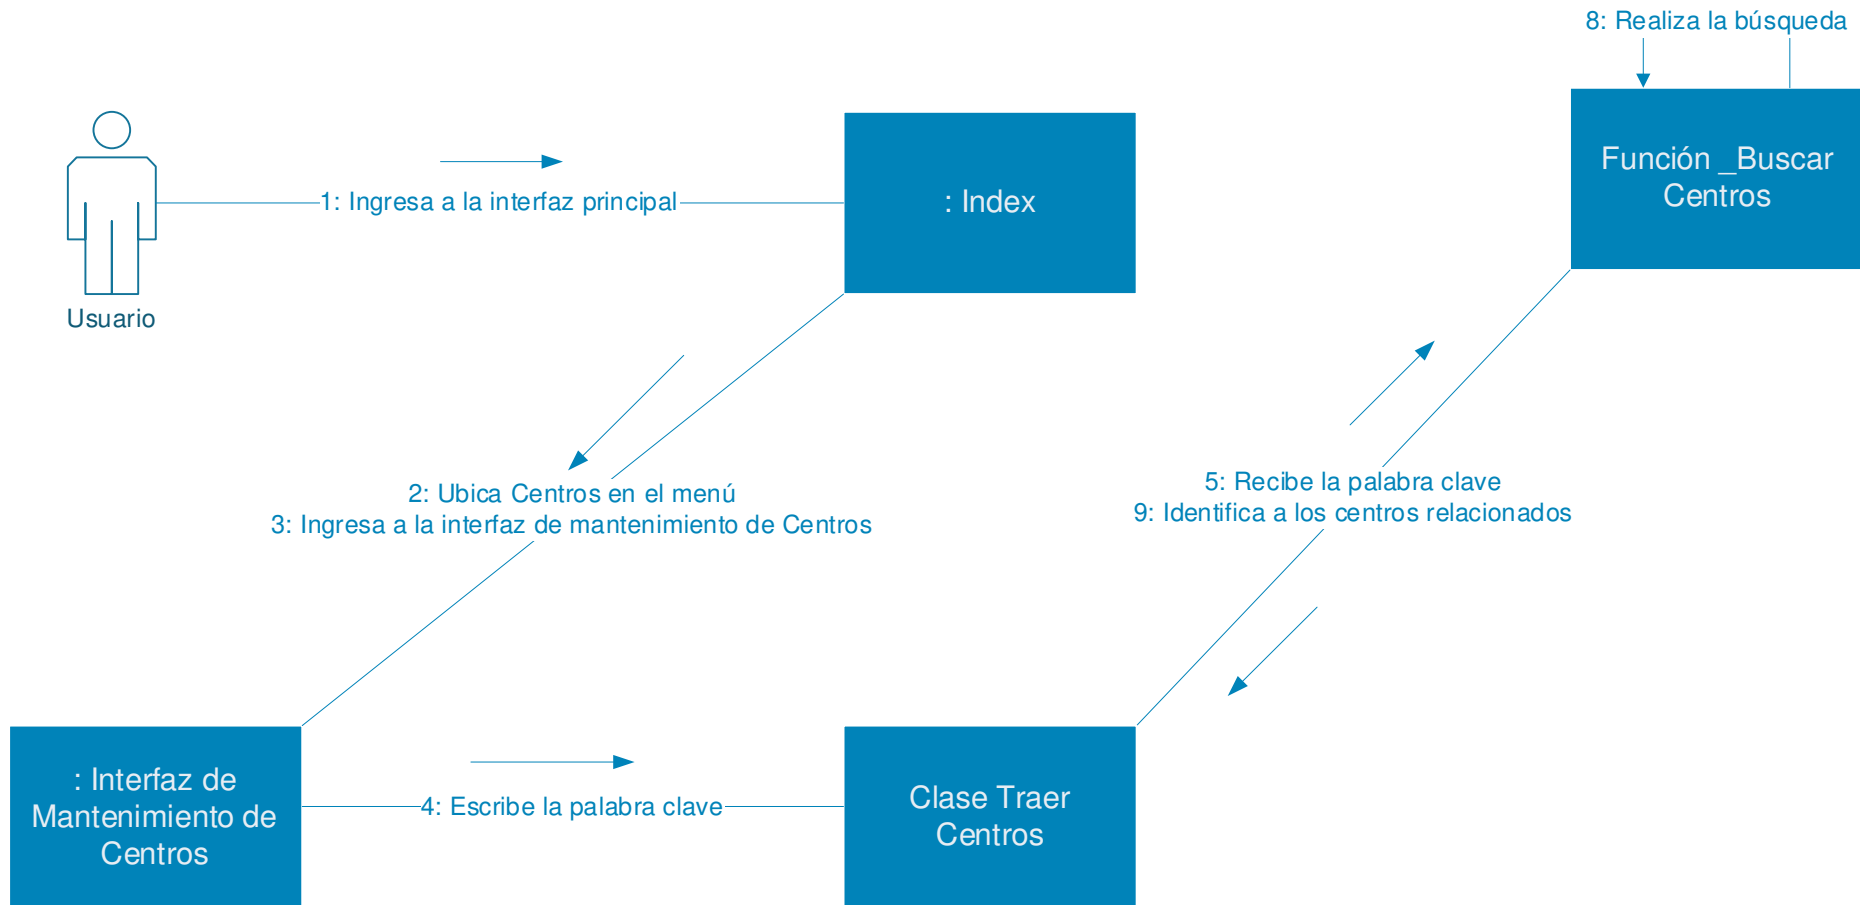 8: Realiza la búsqueda
Función _Buscar
Centros
1: Ingresa a la interfaz principal
: Index
Usuario
2: Ubica Centros en el menú
3: Ingresa a la interfaz de mantenimiento de Centros
5: Recibe la palabra clave
9: Identifica a los centros relacionados
: Interfaz de
Mantenimiento de
Centros
4: Escribe la palabra clave
Clase Traer
Centros